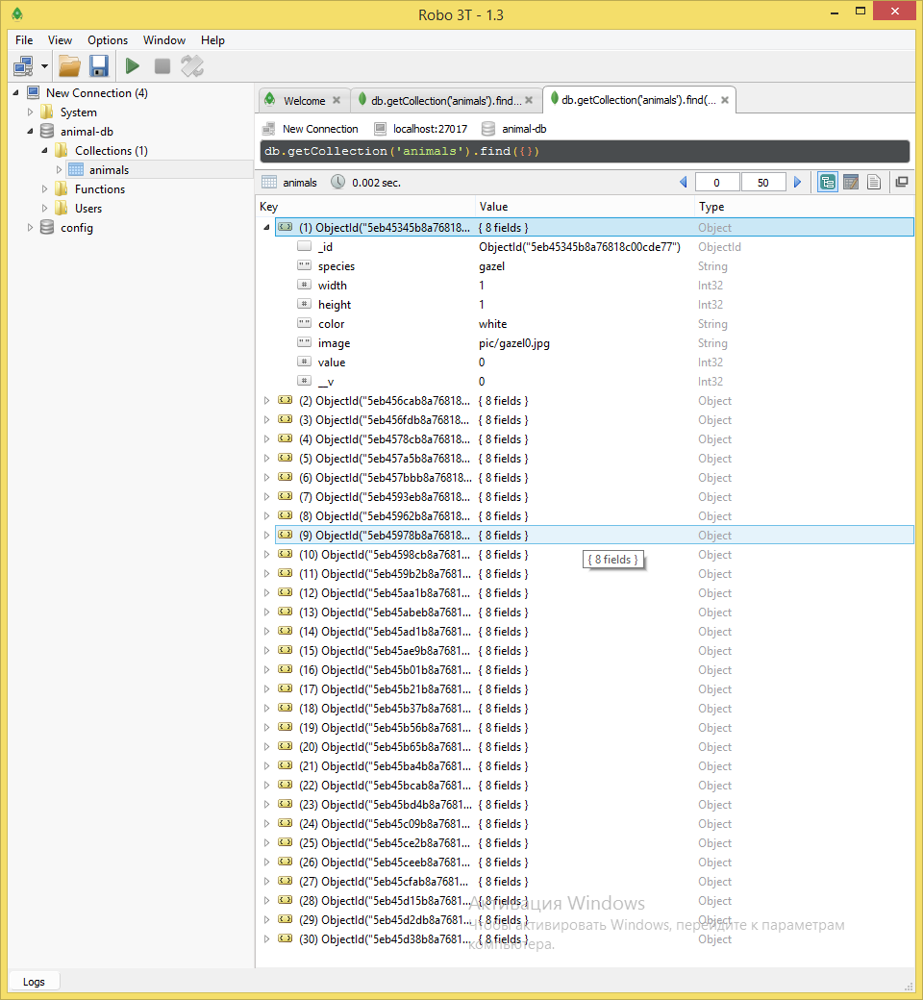 Robo 3T - 1.3
File View Options Window Help
New Connection (4)
System
animal-db
Collections (1)
animals
Functions
Users
config
Welcome
db.getCollection('animals').find...
db.getCollection('animals').find(...
New Connection localhost:27017 animal-db
db.getCollection('animals').find({})
animals 0.002 sec. 0 50
Key Value Type
(1) ObjectId("5eb45345b8a76818... { 8 fields } Object
_id ObjectId("5eb45345b8a76818c00cde77") ObjectId
species gazel String
width 1 Int32
height 1 Int32
color white String
image pic/gazel0.jpg String
value 0 Int32
__v 0 Int32
(2) ObjectId("5eb456cab8a76818... { 8 fields } Object
(3) ObjectId("5eb456fdb8a76818... { 8 fields } Object
(4) ObjectId("5eb4578cb8a76818... { 8 fields } Object
(5) ObjectId("5eb457a5b8a76818... { 8 fields } Object
(6) ObjectId("5eb457bbb8a76818... { 8 fields } Object
(7) ObjectId("5eb4593eb8a76818... { 8 fields } Object
(8) ObjectId("5eb45962b8a76818... { 8 fields } Object
(9) ObjectId("5eb45978b8a76818... { 8 fields } Object
(10) ObjectId("5eb4598cb8a7681... { 8 fields } Object
{ 8 fields }
(11) ObjectId("5eb459b2b8a7681... { 8 fields } Object
(12) ObjectId("5eb45aa1b8a7681... { 8 fields } Object
(13) ObjectId("5eb45abeb8a7681... { 8 fields } Object
(14) ObjectId("5eb45ad1b8a7681... { 8 fields } Object
(15) ObjectId("5eb45ae9b8a7681... { 8 fields } Object
(16) ObjectId("5eb45b01b8a7681... { 8 fields } Object
(17) ObjectId("5eb45b21b8a7681... { 8 fields } Object
(18) ObjectId("5eb45b37b8a7681... { 8 fields } Object
(19) ObjectId("5eb45b56b8a7681... { 8 fields } Object
(20) ObjectId("5eb45b65b8a7681... { 8 fields } Object
(21) ObjectId("5eb45ba4b8a7681... { 8 fields } Object
(22) ObjectId("5eb45bcab8a7681... { 8 fields } Object
(23) ObjectId("5eb45bd4b8a7681... { 8 fields } Object
(24) ObjectId("5eb45c09b8a7681... { 8 fields } Object
(25) ObjectId("5eb45ce2b8a7681... { 8 fields } Object
(26) ObjectId("5eb45ceeb8a7681... { 8 fields } Object
(27) ObjectId("5eb45cfab8a7681... { 8 fields } Object
(28) ObjectId("5eb45d15b8a7681... { 8 fields } Object
(29) ObjectId("5eb45d2db8a7681... { 8 fields } Object
(30) ObjectId("5eb45d38b8a7681... { 8 fields } Object
Активация Windows
Чтобы активировать Windows, перейдите к параметрам
компьютера.
Logs